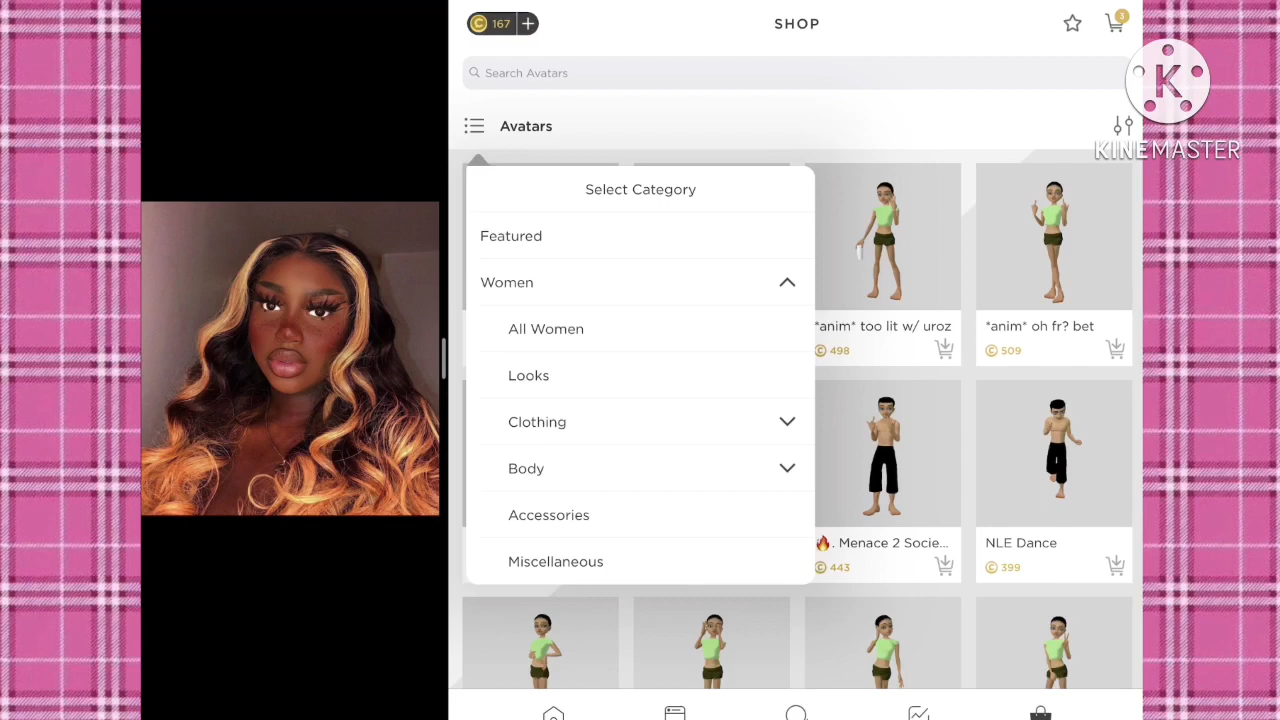 C 167 +
SHOP
3
Search Avatars
Avatars
K
KINEMASTER
Select Category
Featured
Women
All Women
Looks
Clothing
Body
Accessories
Miscellaneous
*anim* too lit w/ uroz
C 498
*anim* oh fr? bet
C 509
🔥. Menace 2 Socie...
C 443
NLE Dance
C 399